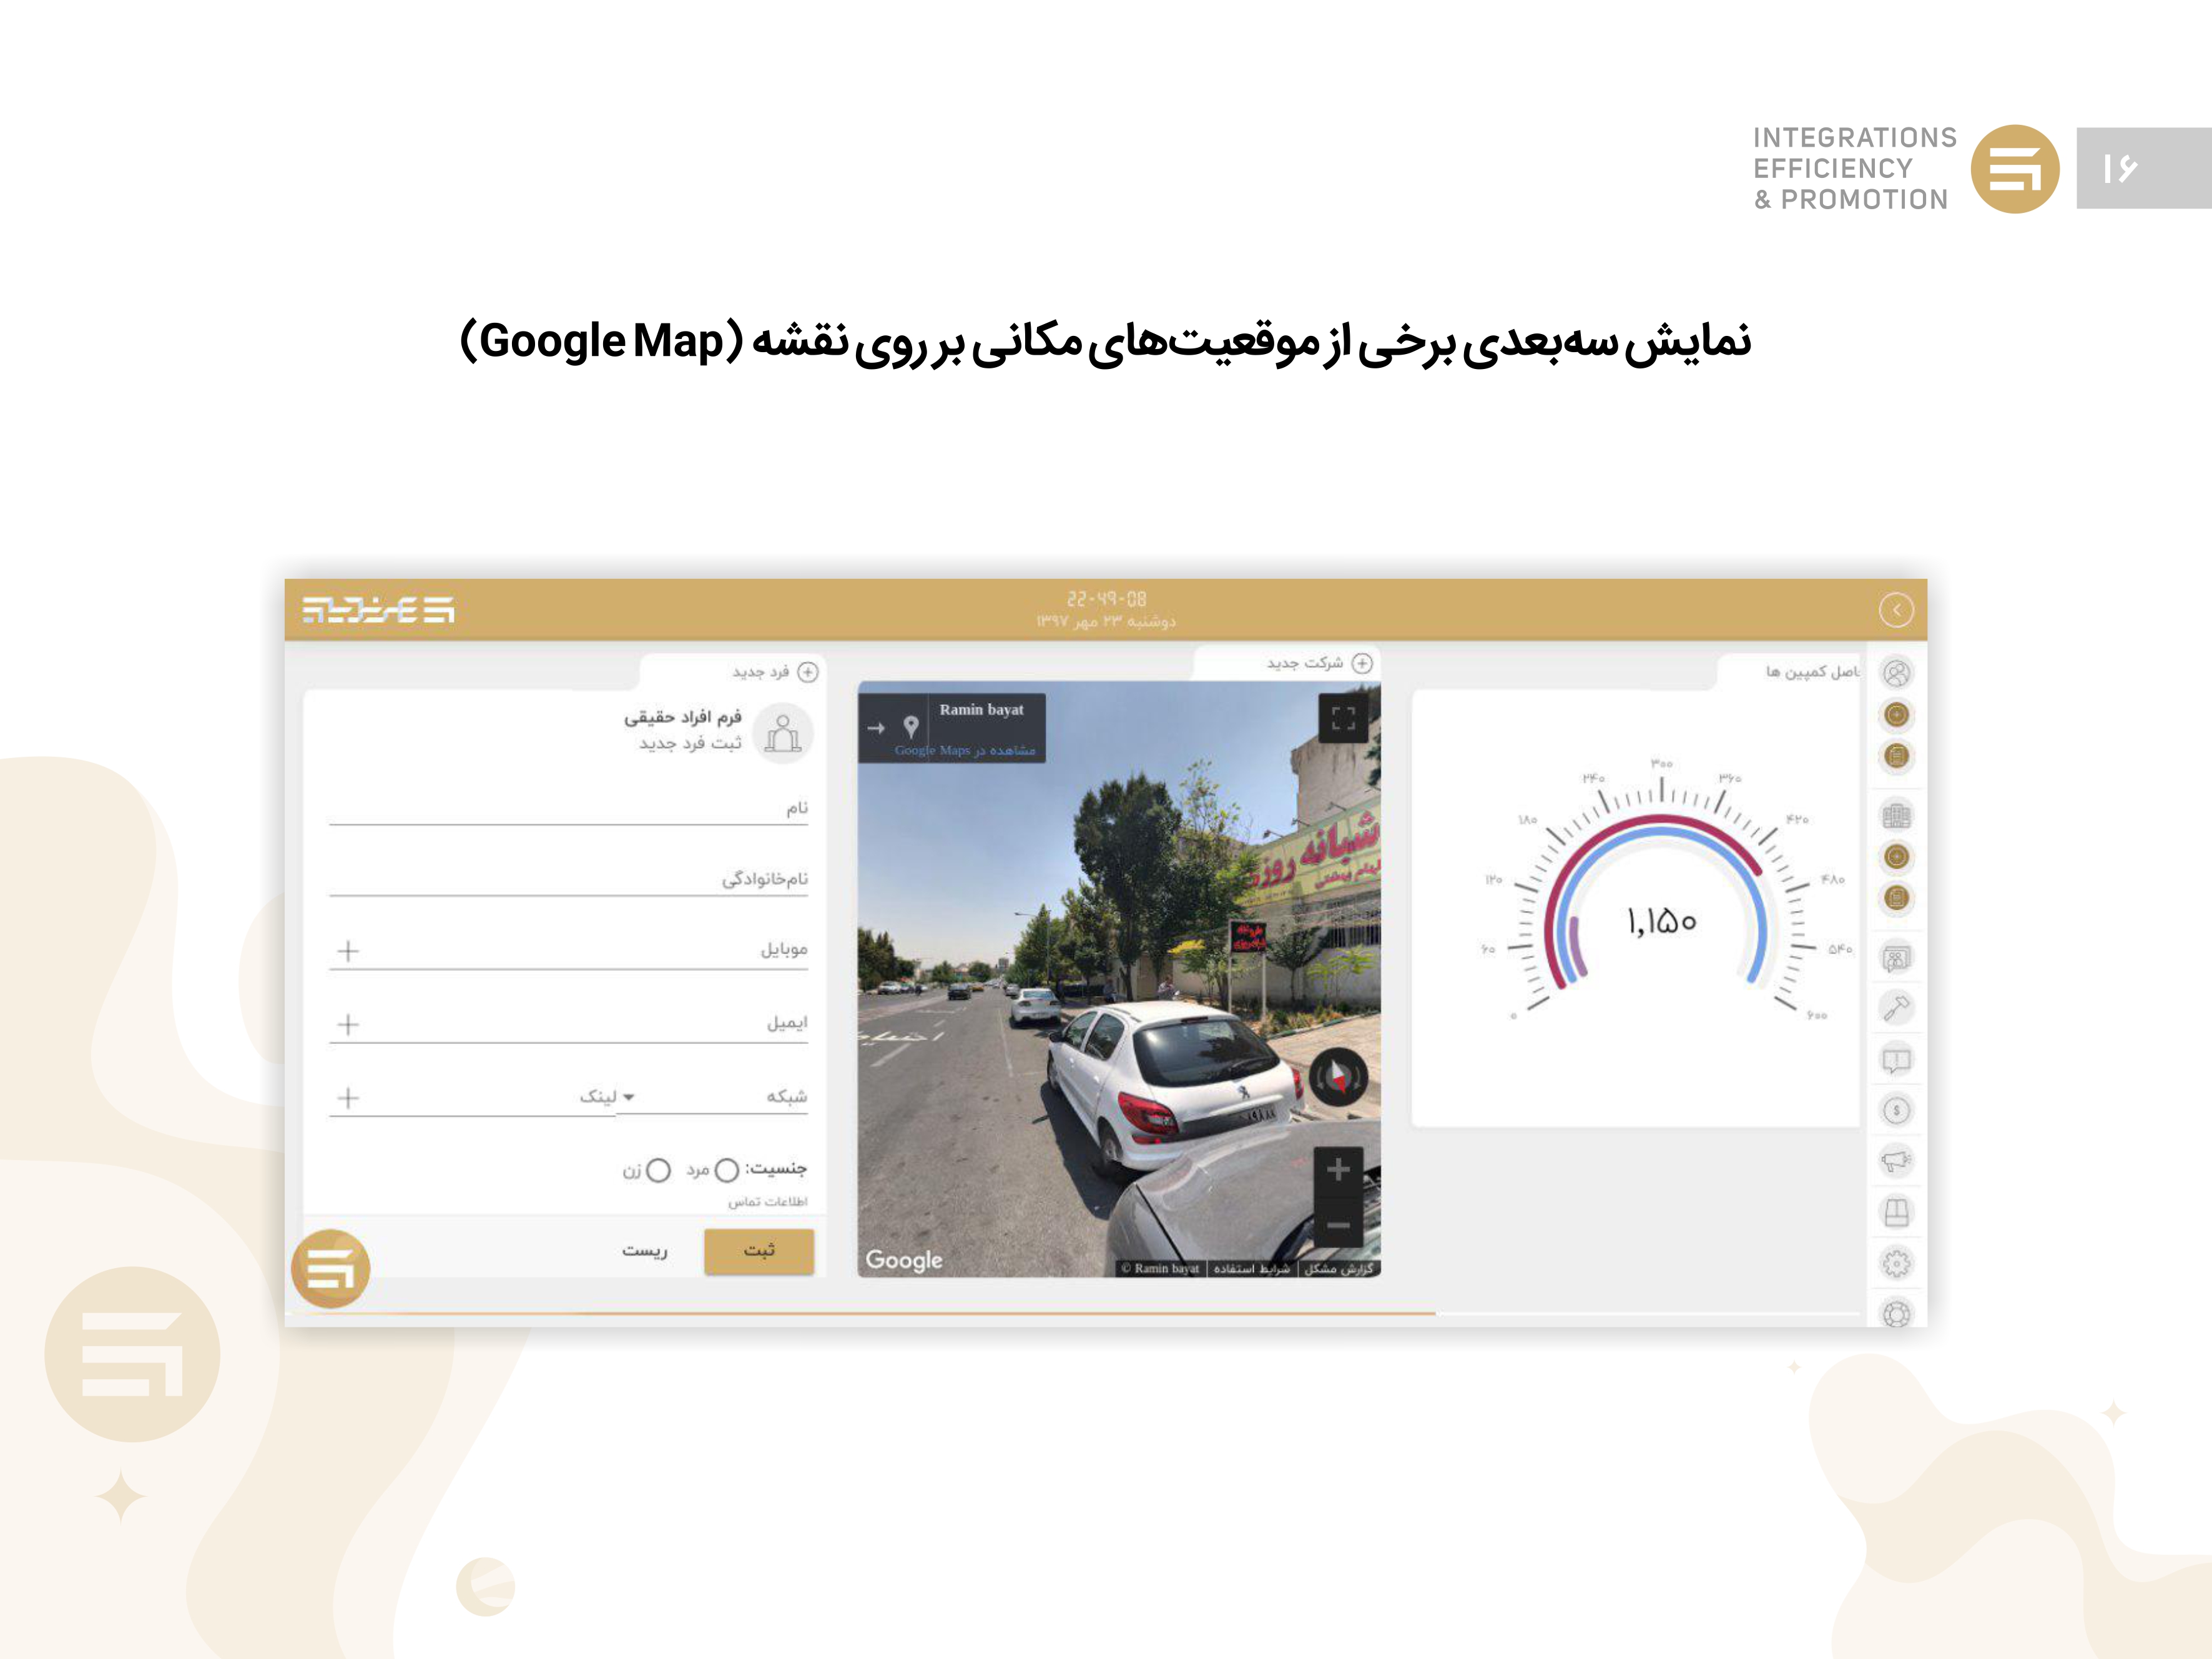 INTEGRATIONS
EFFICIENCY
& PROMOTION
۱۶
نمایش سه‌بعدی برخی از موقعیت‌های مکانی بر روی نقشه (Google Map)
22-49-08
دوشنبه ۲۳ مهر ۱۳۹۷
اصل کمپین ها
۰
۶۰
۱۲۰
۱۸۰
۲۴۰
۳۰۰
۳۶۰
۴۲۰
۴۸۰
۵۴۰
۶۰۰
۱,۱۵۰
شرکت جدید
Ramin bayat
مشاهده در Google Maps
شبانه روزی
Google
گزارش مشکل
شرایط استفاده
© Ramin bayat
فرد جدید
فرم افراد حقیقی
ثبت فرد جدید
نام
نام‌خانوادگی
موبایل
ایمیل
شبکه
لینک
جنسیت: مرد زن
اطلاعات تماس
ثبت
ریست